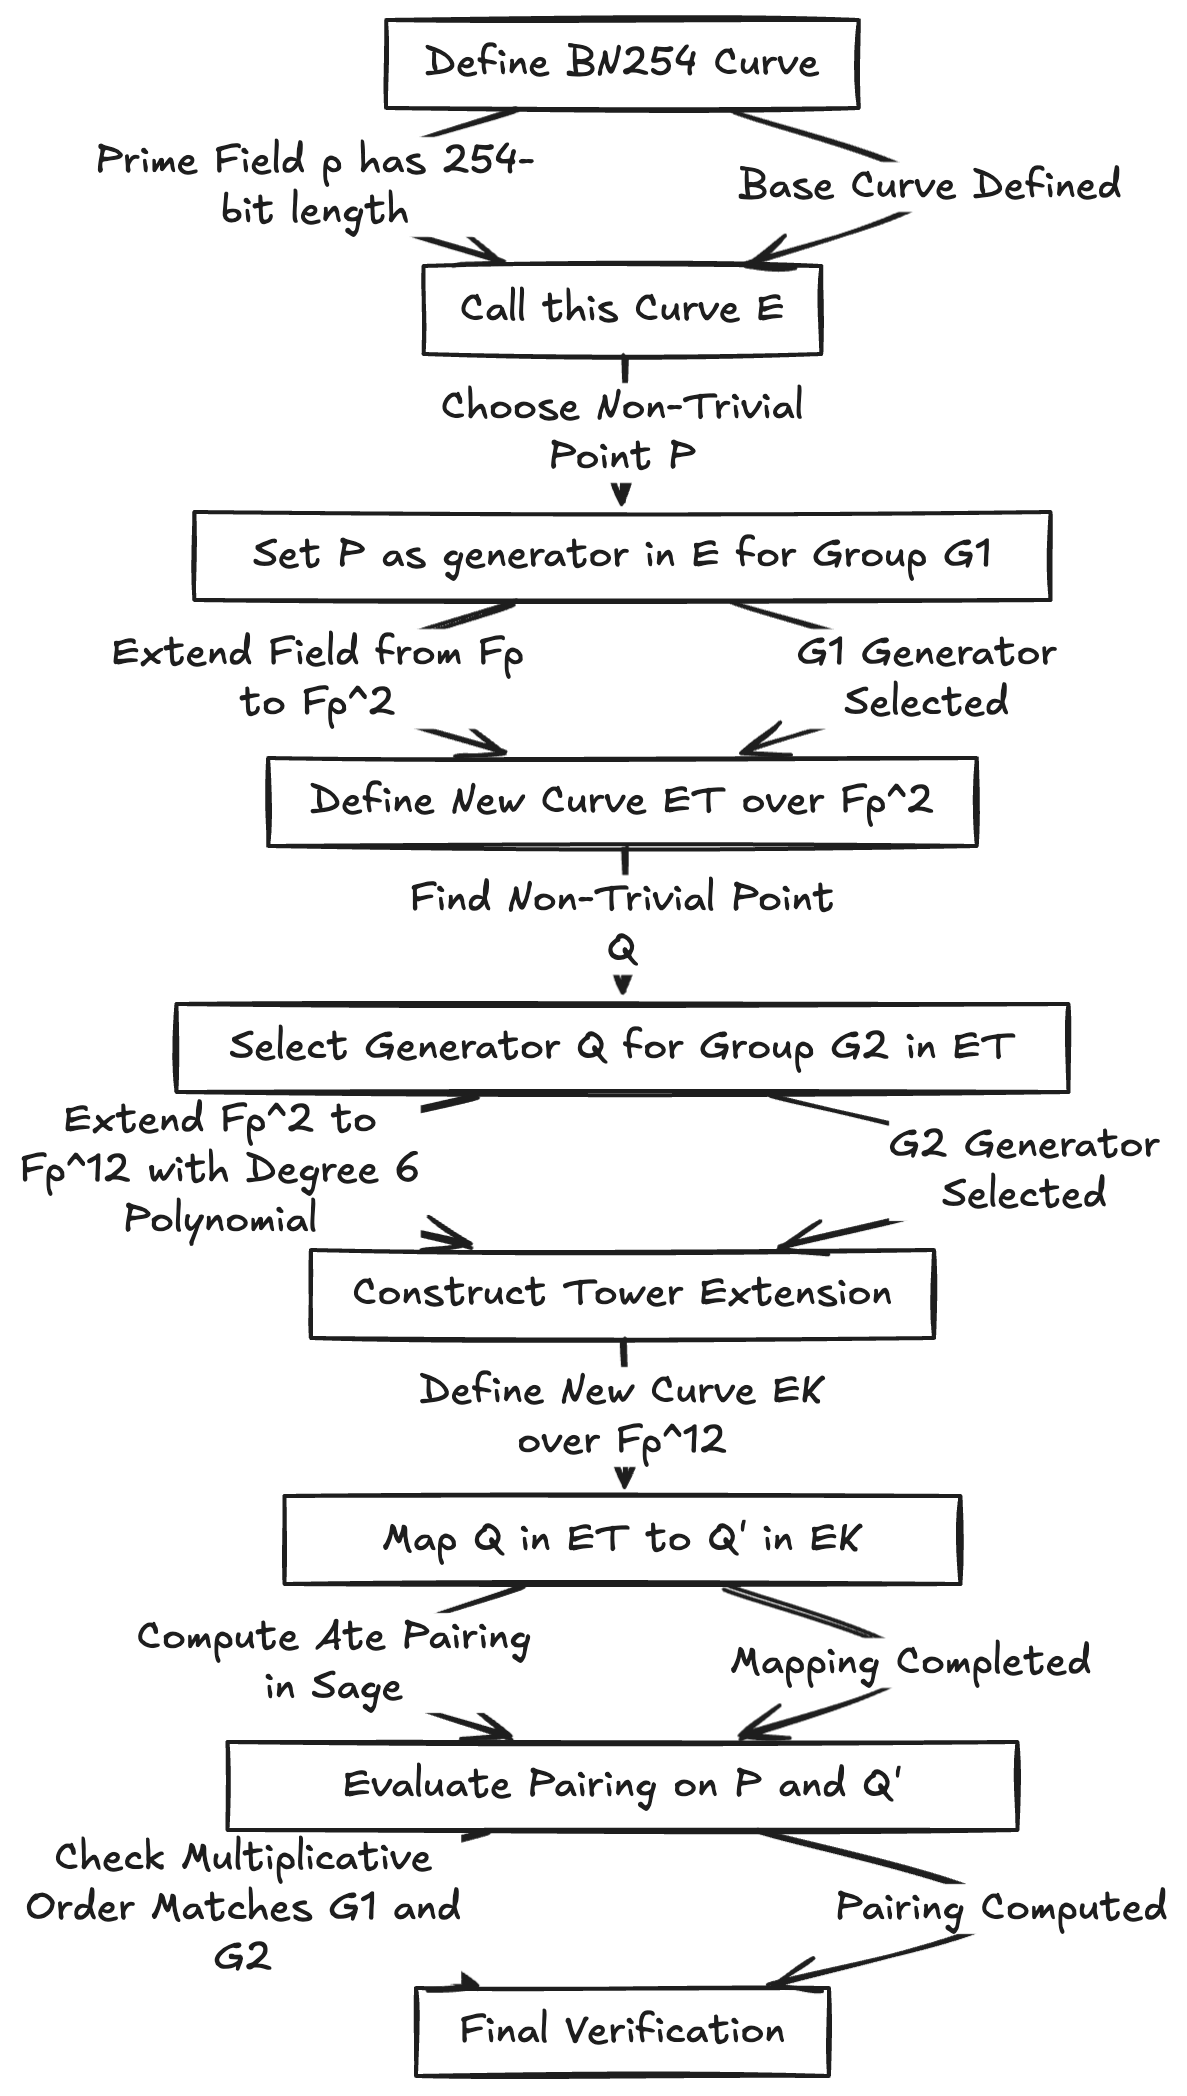 Define BN254 Curve
Prime Field p has 254-
bit length
Base Curve Defined
Call this Curve E
Choose Non-Trivial
Point P
Set P as generator in E for Group G1
Extend Field from Fp
to Fp^2
G1 Generator
Selected
Define New Curve ET over Fp^2
Find Non-Trivial Point
Q
Select Generator Q for Group G2 in ET
Extend Fp^2 to
Fp^12 with Degree 6
Polynomial
G2 Generator
Selected
Construct Tower Extension
Define New Curve EK
over Fp^12
Map Q in ET to Q' in EK
Compute Ate Pairing
in Sage
Mapping Completed
Evaluate Pairing on P and Q'
Check Multiplicative
Order Matches G1 and
G2
Pairing Computed
Final Verification